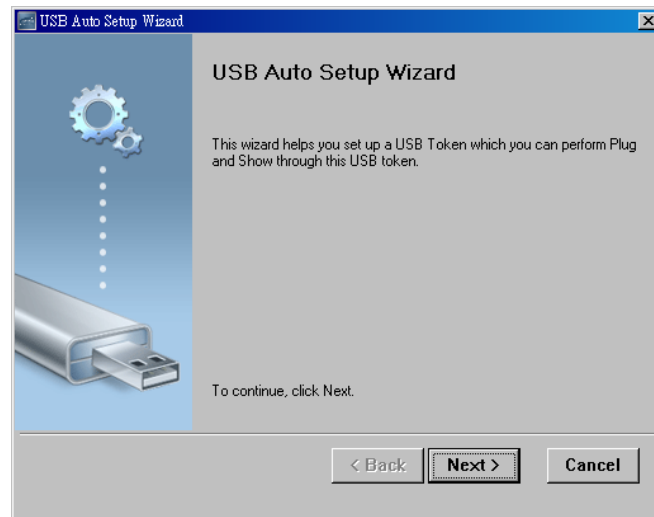 USB Auto Setup Wizard
USB Auto Setup Wizard
This wizard helps you set up a USB Token which you can perform Plug
and Show through this USB token.
To continue, click Next.
< Back Next > Cancel